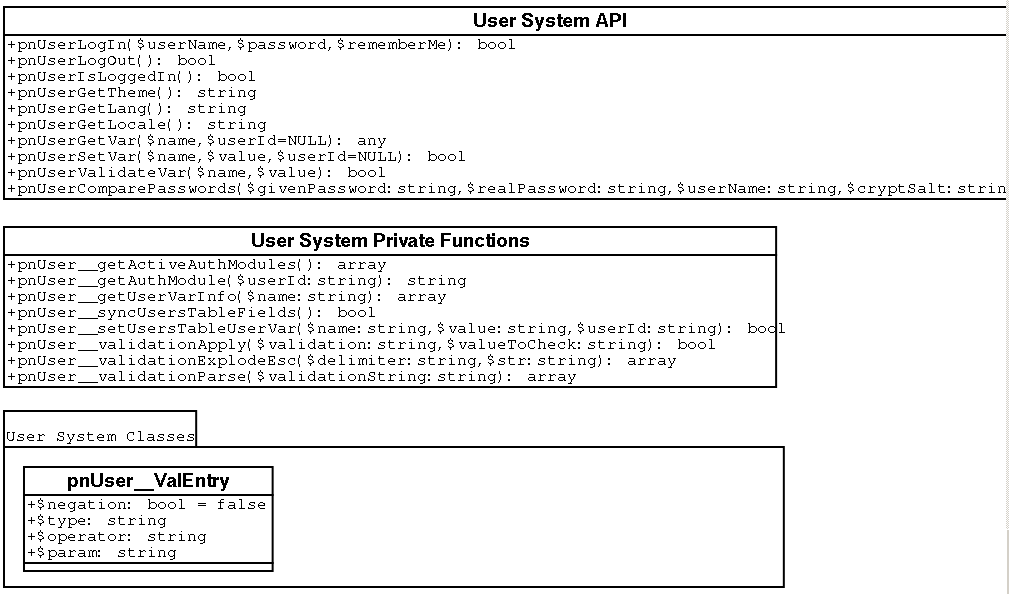 User System API
+pnUserLogIn($userName,$password,$rememberMe): bool
+pnUserLogOut(): bool
+pnUserIsLoggedIn(): bool
+pnUserGetTheme(): string
+pnUserGetLang(): string
+pnUserGetLocale(): string
+pnUserGetVar($name,$userId=NULL): any
+pnUserSetVar($name,$value,$userId=NULL): bool
+pnUserValidateVar($name,$value): bool
+pnUserComparePasswords($givenPassword:string,$realPassword:string,$userName:string,$cryptSalt:strin
User System Private Functions
+pnUser__getActiveAuthModules(): array
+pnUser__getAuthModule($userId:string): string
+pnUser__getUserVarInfo($name:string): array
+pnUser__syncUsersTableFields(): bool
+pnUser__setUsersTableUserVar($name:string,$value:string,$userId:string): bool
+pnUser__validationApply($validation:string,$valueToCheck:string): bool
+pnUser__validationExplodeEsc($delimiter:string,$str:string): array
+pnUser__validationParse($validationString:string): array
User System Classes
pnUser__ValEntry
+$negation: bool = false
+$type: string
+$operator: string
+$param: string